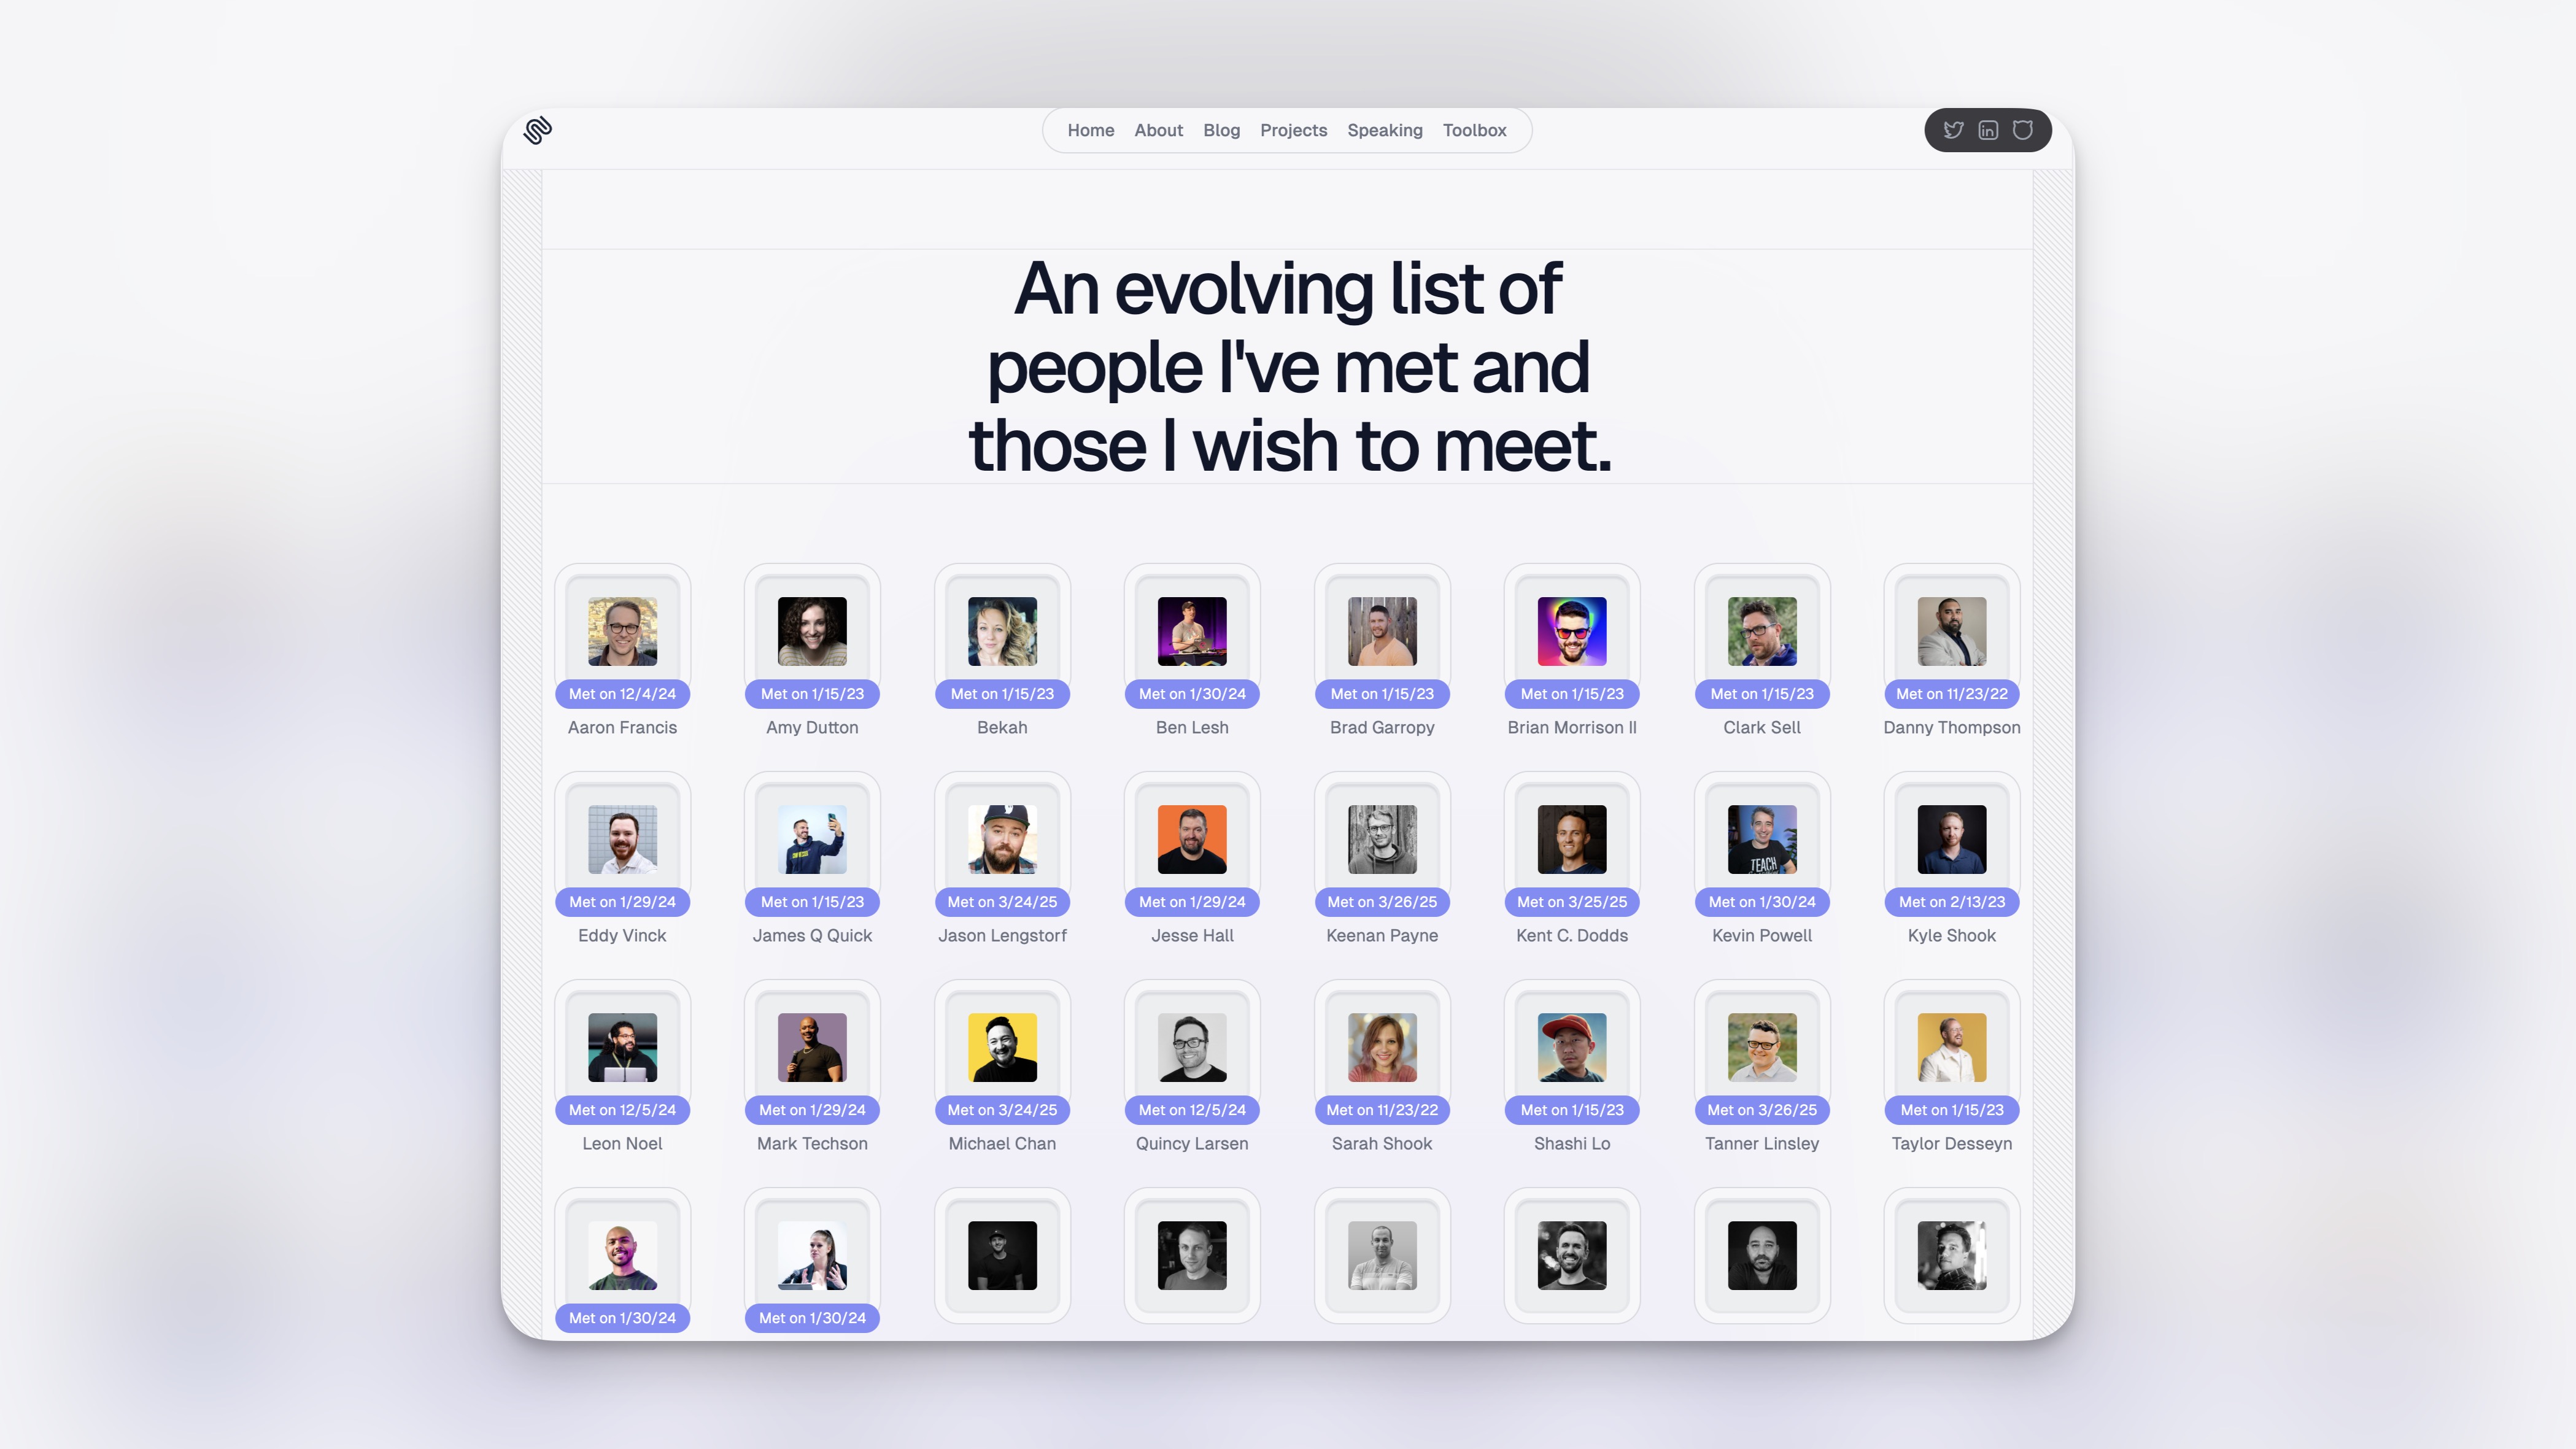 Home About Blog Projects Speaking Toolbox
An evolving list of
people I've met and
those I wish to meet.
Met on 12/4/24 Met on 1/15/23 Met on 1/15/23 Met on 1/30/24 Met on 1/15/23 Met on 1/15/23 Met on 1/15/23 Met on 11/23/22
Aaron Francis Amy Dutton Bekah Ben Lesh Brad Garropy Brian Morrison II Clark Sell Danny Thompson
TEACH
Met on 1/29/24 Met on 1/15/23 Met on 3/24/25 Met on 1/29/24 Met on 3/26/25 Met on 3/25/25 Met on 1/30/24 Met on 2/13/23
Eddy Vinck James Q Quick Jason Lengstorf Jesse Hall Keenan Payne Kent C. Dodds Kevin Powell Kyle Shook
Met on 12/5/24 Met on 1/29/24 Met on 3/24/25 Met on 12/5/24 Met on 11/23/22 Met on 1/15/23 Met on 3/26/25 Met on 1/15/23
Leon Noel Mark Techson Michael Chan Quincy Larsen Sarah Shook Shashi Lo Tanner Linsley Taylor Desseyn
Met on 1/30/24 Met on 1/30/24